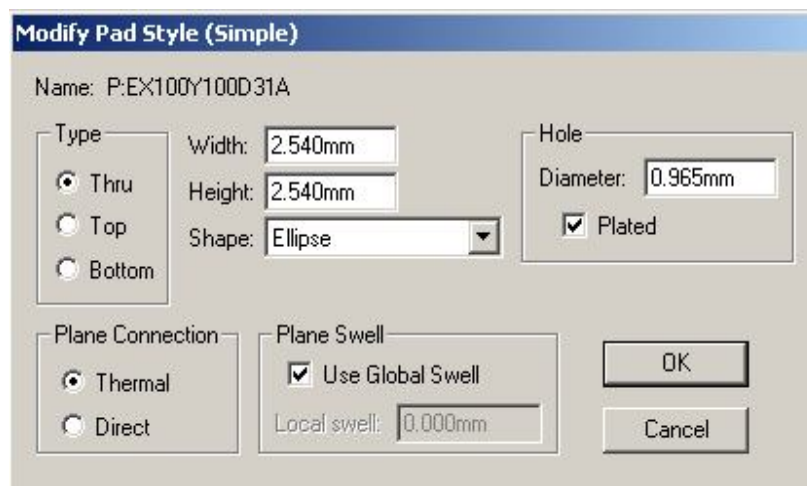 Modify Pad Style (Simple)
Name: P:EX100Y100D31A
Type
Thru
Top
Bottom
Width: 2.540mm
Height: 2.540mm
Shape: Ellipse
Hole
Diameter: 0.965mm
Plated
Plane Connection
Thermal
Direct
Plane Swell
Use Global Swell
Local swell: 0.000mm
OK
Cancel